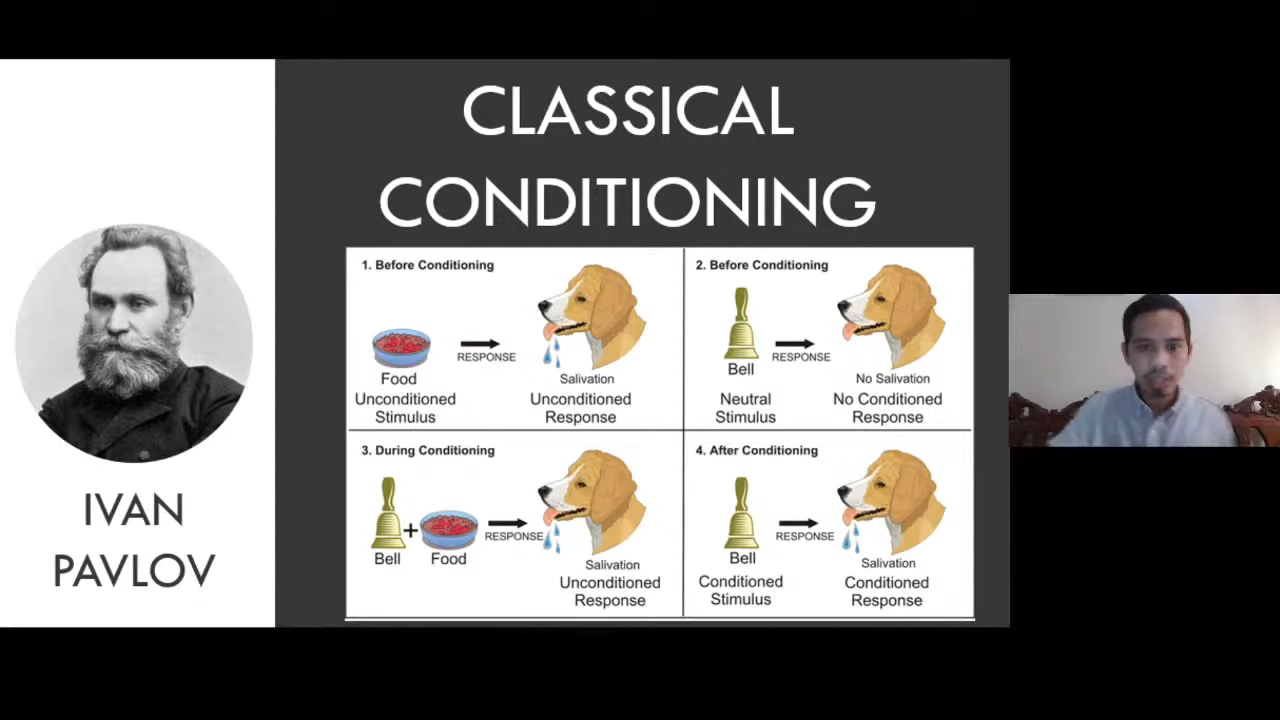 CLASSICAL
CONDITIONING
IVAN
PAVLOV
1. Before Conditioning
RESPONSE
Food
Unconditioned
Stimulus
Salivation
Unconditioned
Response
2. Before Conditioning
RESPONSE
Bell
Neutral
Stimulus
No Salivation
No Conditioned
Response
3. During Conditioning
+
RESPONSE
Bell
Food
Salivation
Unconditioned
Response
4. After Conditioning
RESPONSE
Bell
Conditioned
Stimulus
Salivation
Conditioned
Response